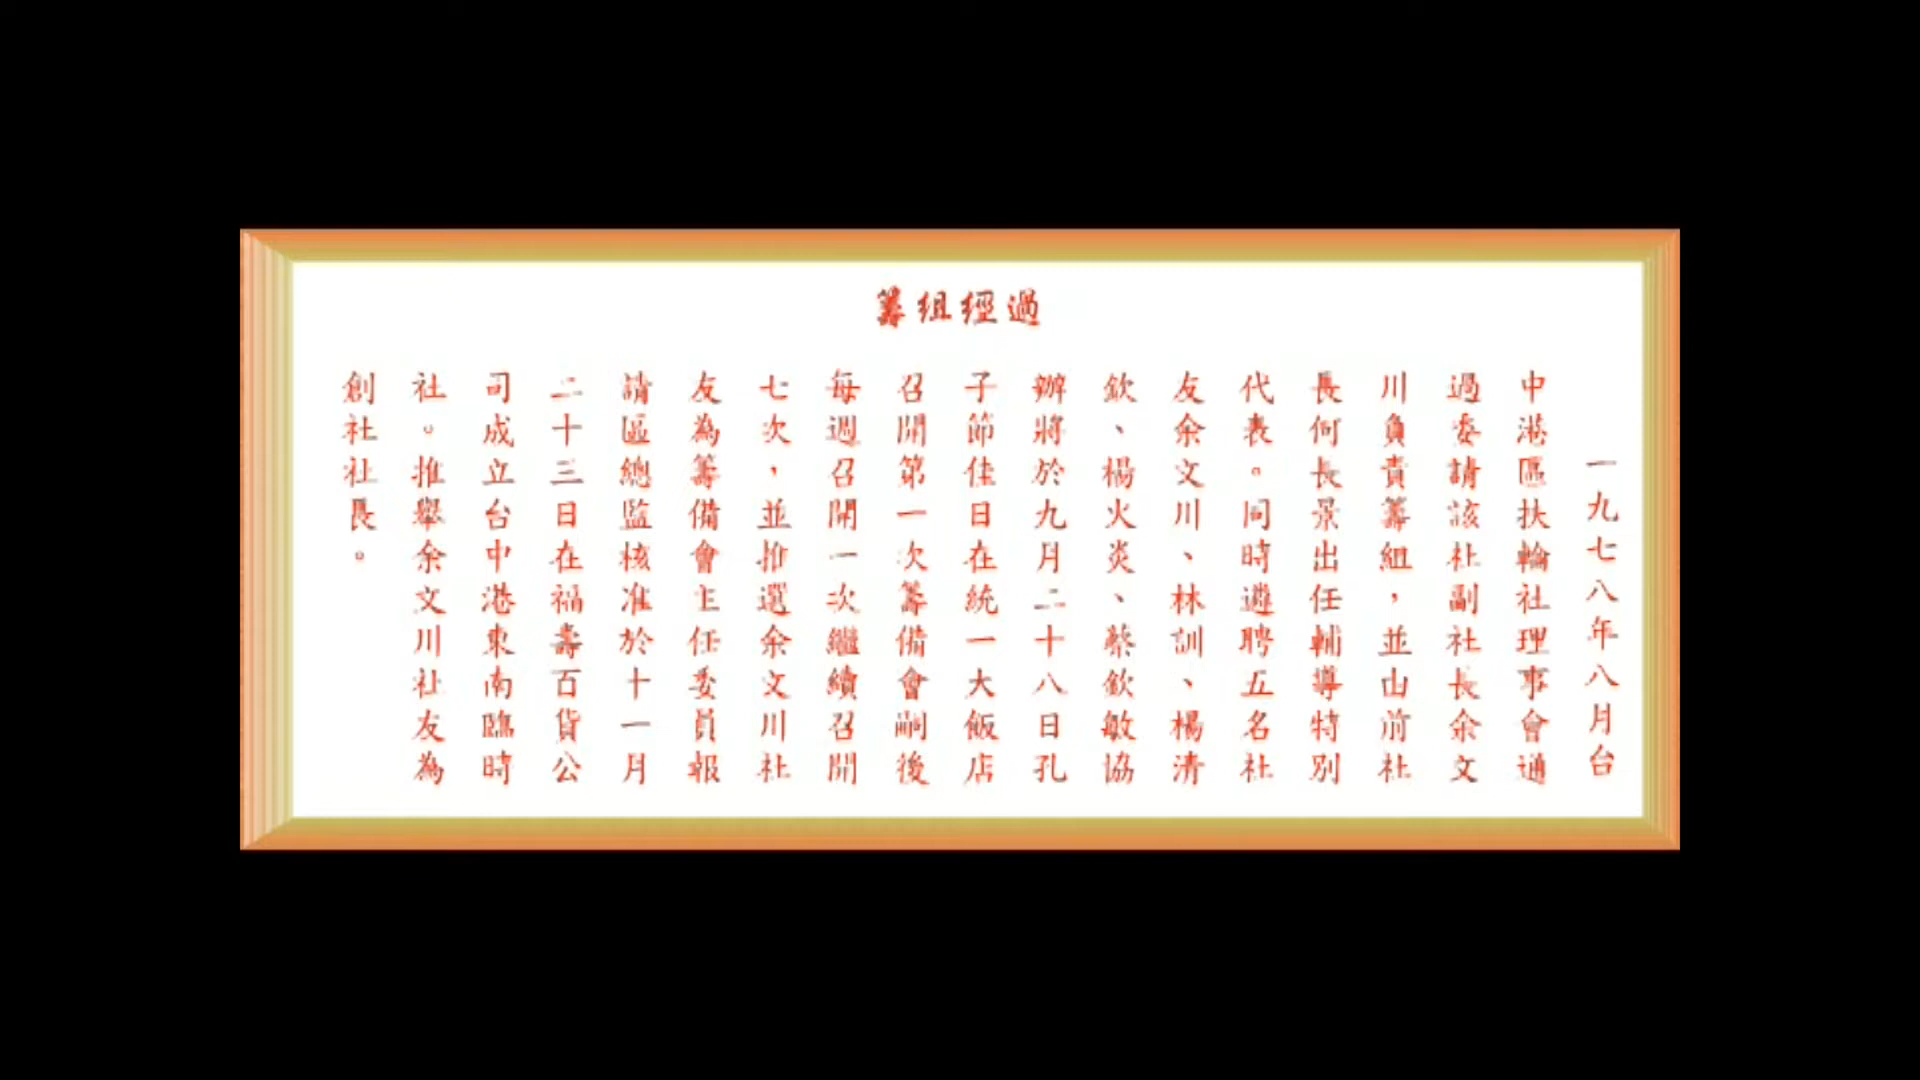 籌組經過
一九七八年八月台
中港區扶輪社理事會通
過委請該社副社長余文
川負責籌組，並由前社
長何長景出任輔導特別
代表。同時遴聘五名社
友余文川、林訓、楊清
欽、楊火炎、蔡欽敏協
辦將於九月二十八日孔
子節佳日在統一大飯店
召開第一次籌備會嗣後
每週召開一次繼續召開
七次，並推選余文川社
友為籌備會主任委員報
請區總監核准於十一月
二十三日在福壽百貨公
司成立台中港東南臨時
社。推舉余文川社友為
創社社長。